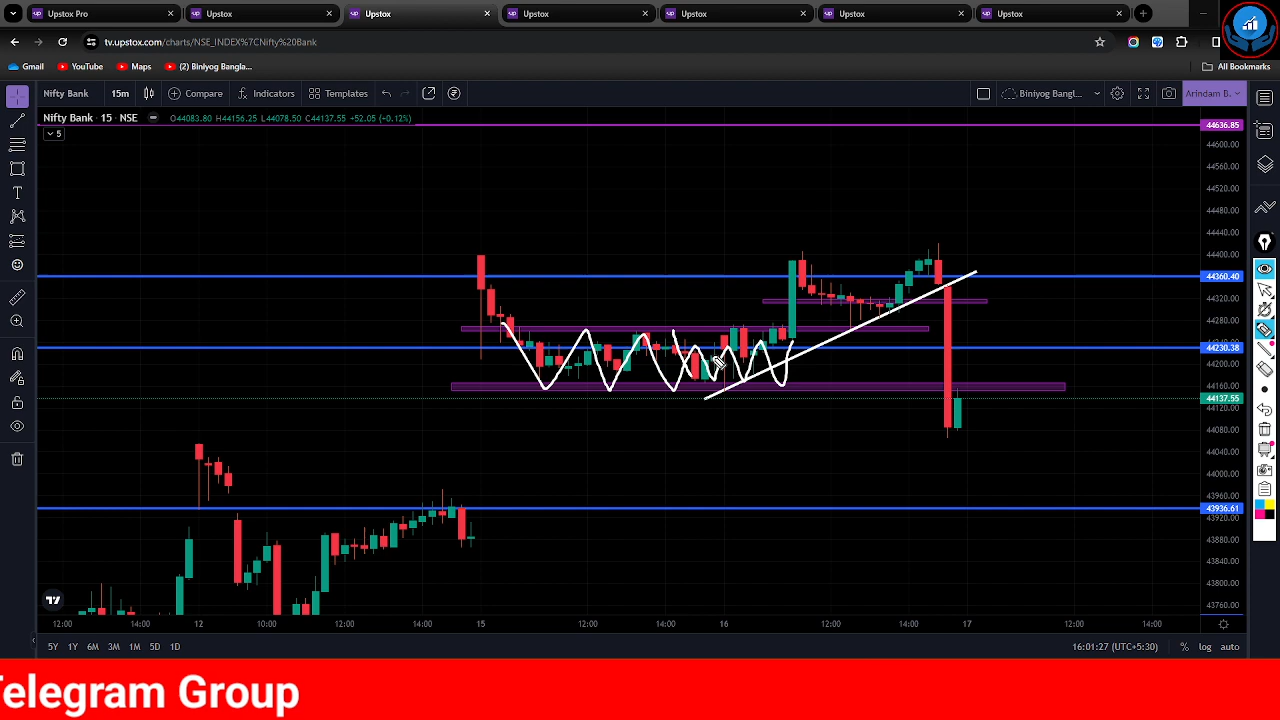 Upstox Pro
Upstox
Upstox
Upstox
Upstox
Upstox
Upstox
tv.upstox.com/charts/NSE_INDEX%7CNifty%20Bank
Gmail
YouTube
Maps
(2) Biniyog Bangla...
All Bookmarks
Nifty Bank
15m
Compare
Indicators
Templates
Biniyog Bangl...
Arindam B.
Nifty Bank · 15 · NSE
O44083.80 H44156.25 L44078.50 C44137.55 +52.05 (+0.12%)
5
44636.85
44600.00
44560.00
44520.00
44480.00
44440.00
44400.00
44360.40
44320.00
44280.00
44230.38
44200.00
44160.00
44137.55
44120.00
44080.00
44040.00
44000.00
43960.00
43936.61
43920.00
43880.00
43840.00
43800.00
43760.00
12:00
14:00
12
10:00
12:00
14:00
15
12:00
14:00
16
12:00
14:00
17
12:00
14:00
5Y
1Y
6M
3M
1M
5D
1D
16:01:27 (UTC+5:30)
%
log
auto
Telegram Group